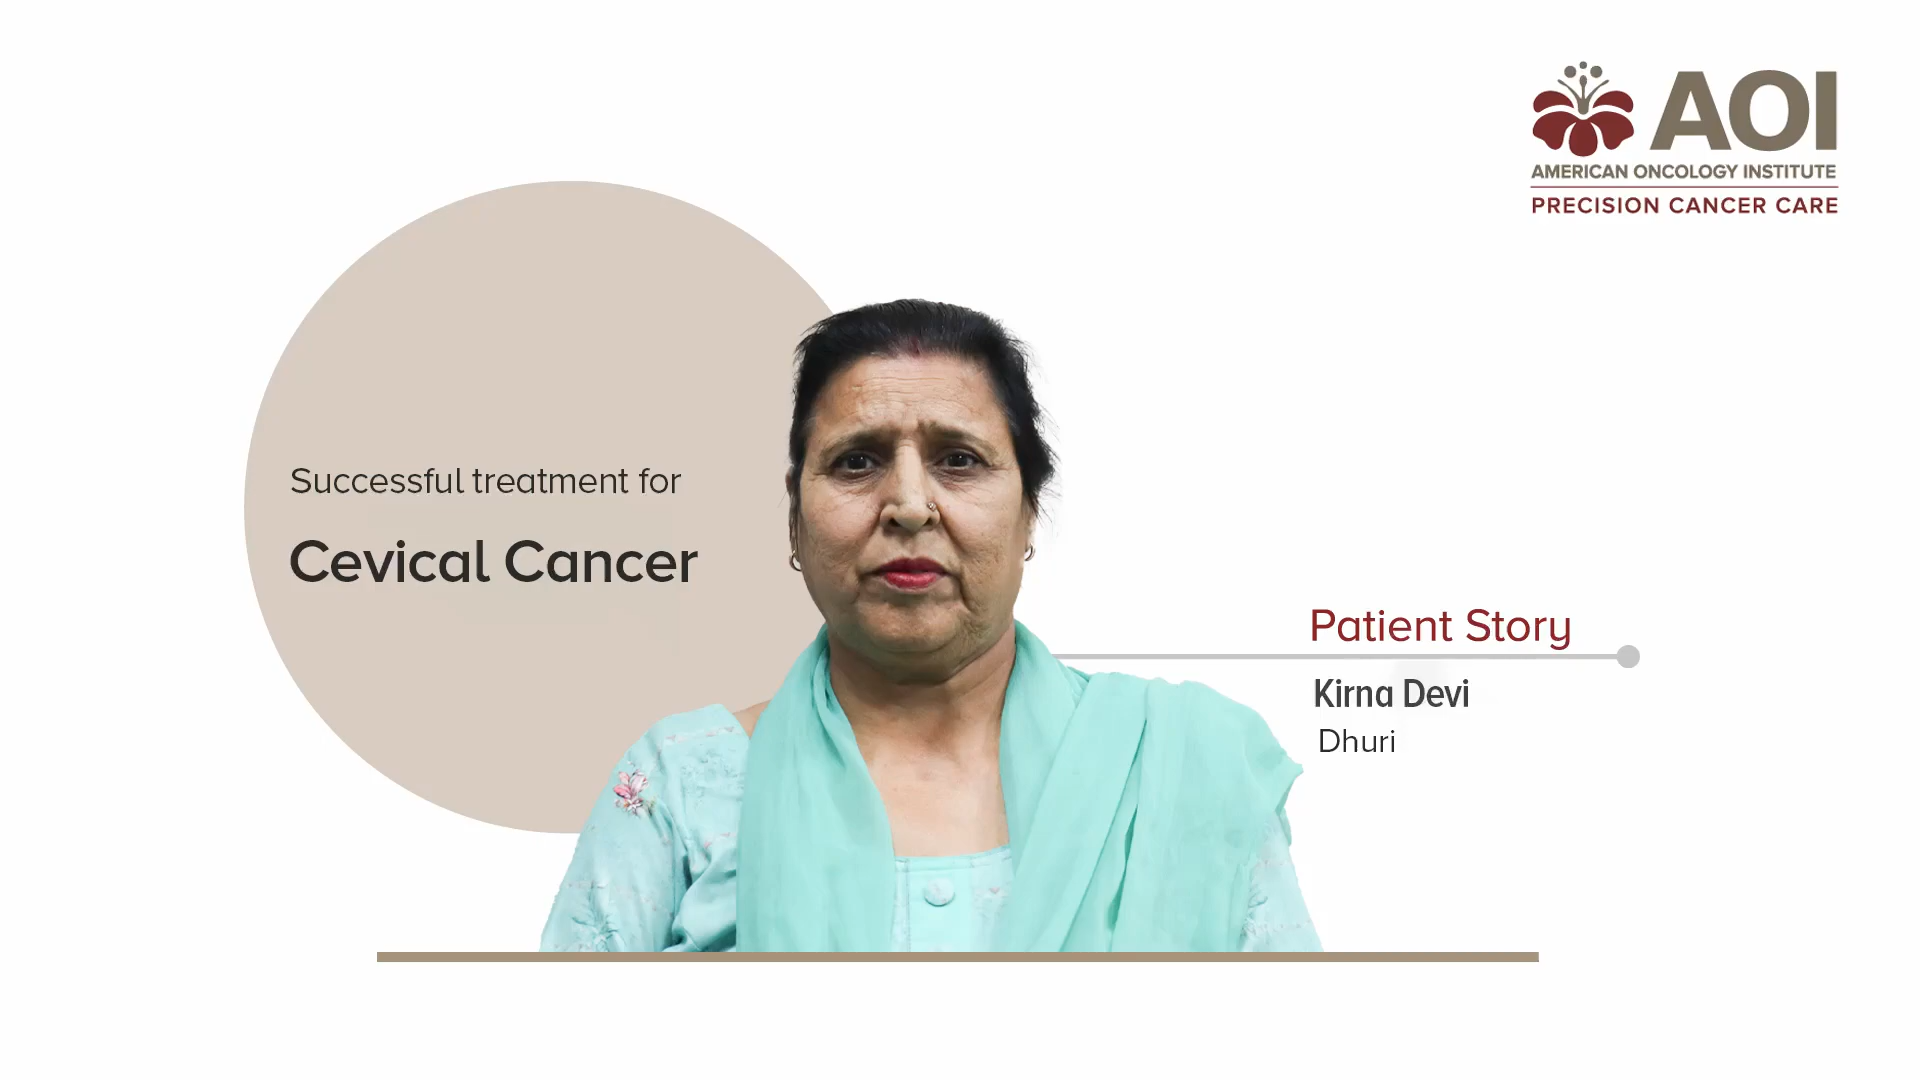 AOI
AMERICAN ONCOLOGY INSTITUTE
PRECISION CANCER CARE
Successful treatment for
Cevical Cancer
Patient Story
Kirna Devi
Dhuri